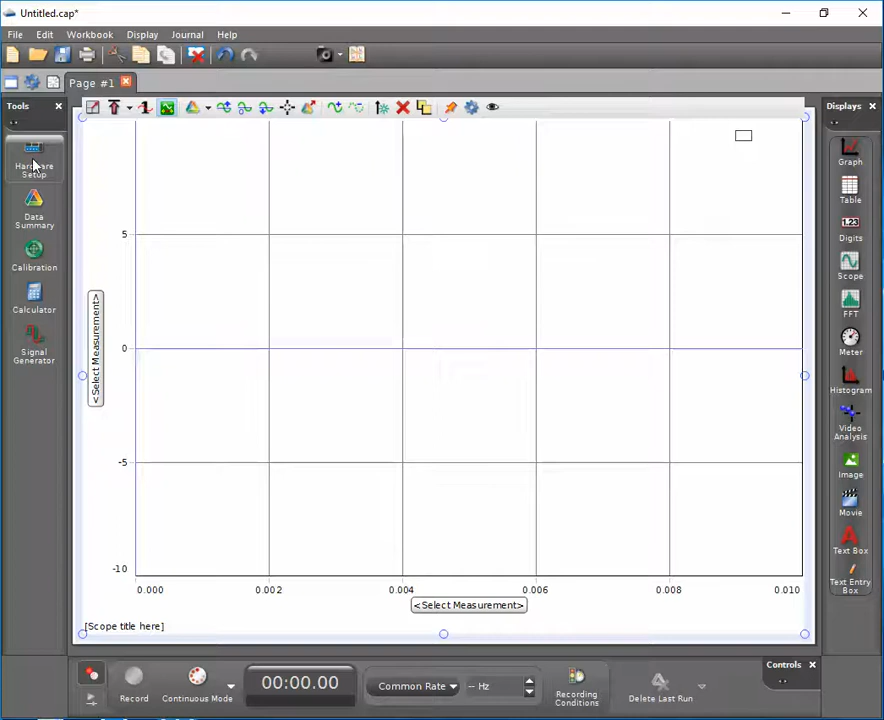 Untitled.cap*
File Edit Workbook Display Journal Help
Page #1
Tools
Hardware
Setup
Data
Summary
Calibration
Calculator
Signal
Generator
5
0
-5
-10
<Select Measurement>
0.000 0.002 0.004 0.006 0.008 0.010
<Select Measurement>
[Scope title here]
Displays
Graph
Table
1.23
Digits
Scope
FFT
Meter
Histogram
Video
Analysis
Image
Movie
Text Box
Text Entry
Box
Record
Continuous Mode
00:00.00
Common Rate
-- Hz
Recording
Conditions
Delete Last Run
Controls